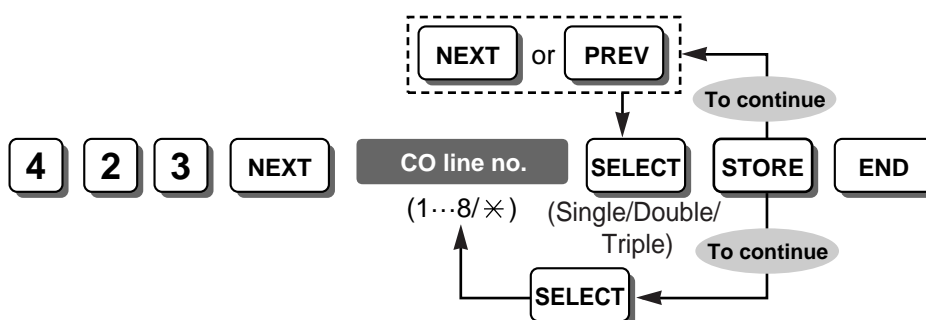 NEXT or PREV
To continue
4 2 3 NEXT CO line no. SELECT STORE END
(1···8/✳) (Single/Double/
Triple)
To continue
SELECT